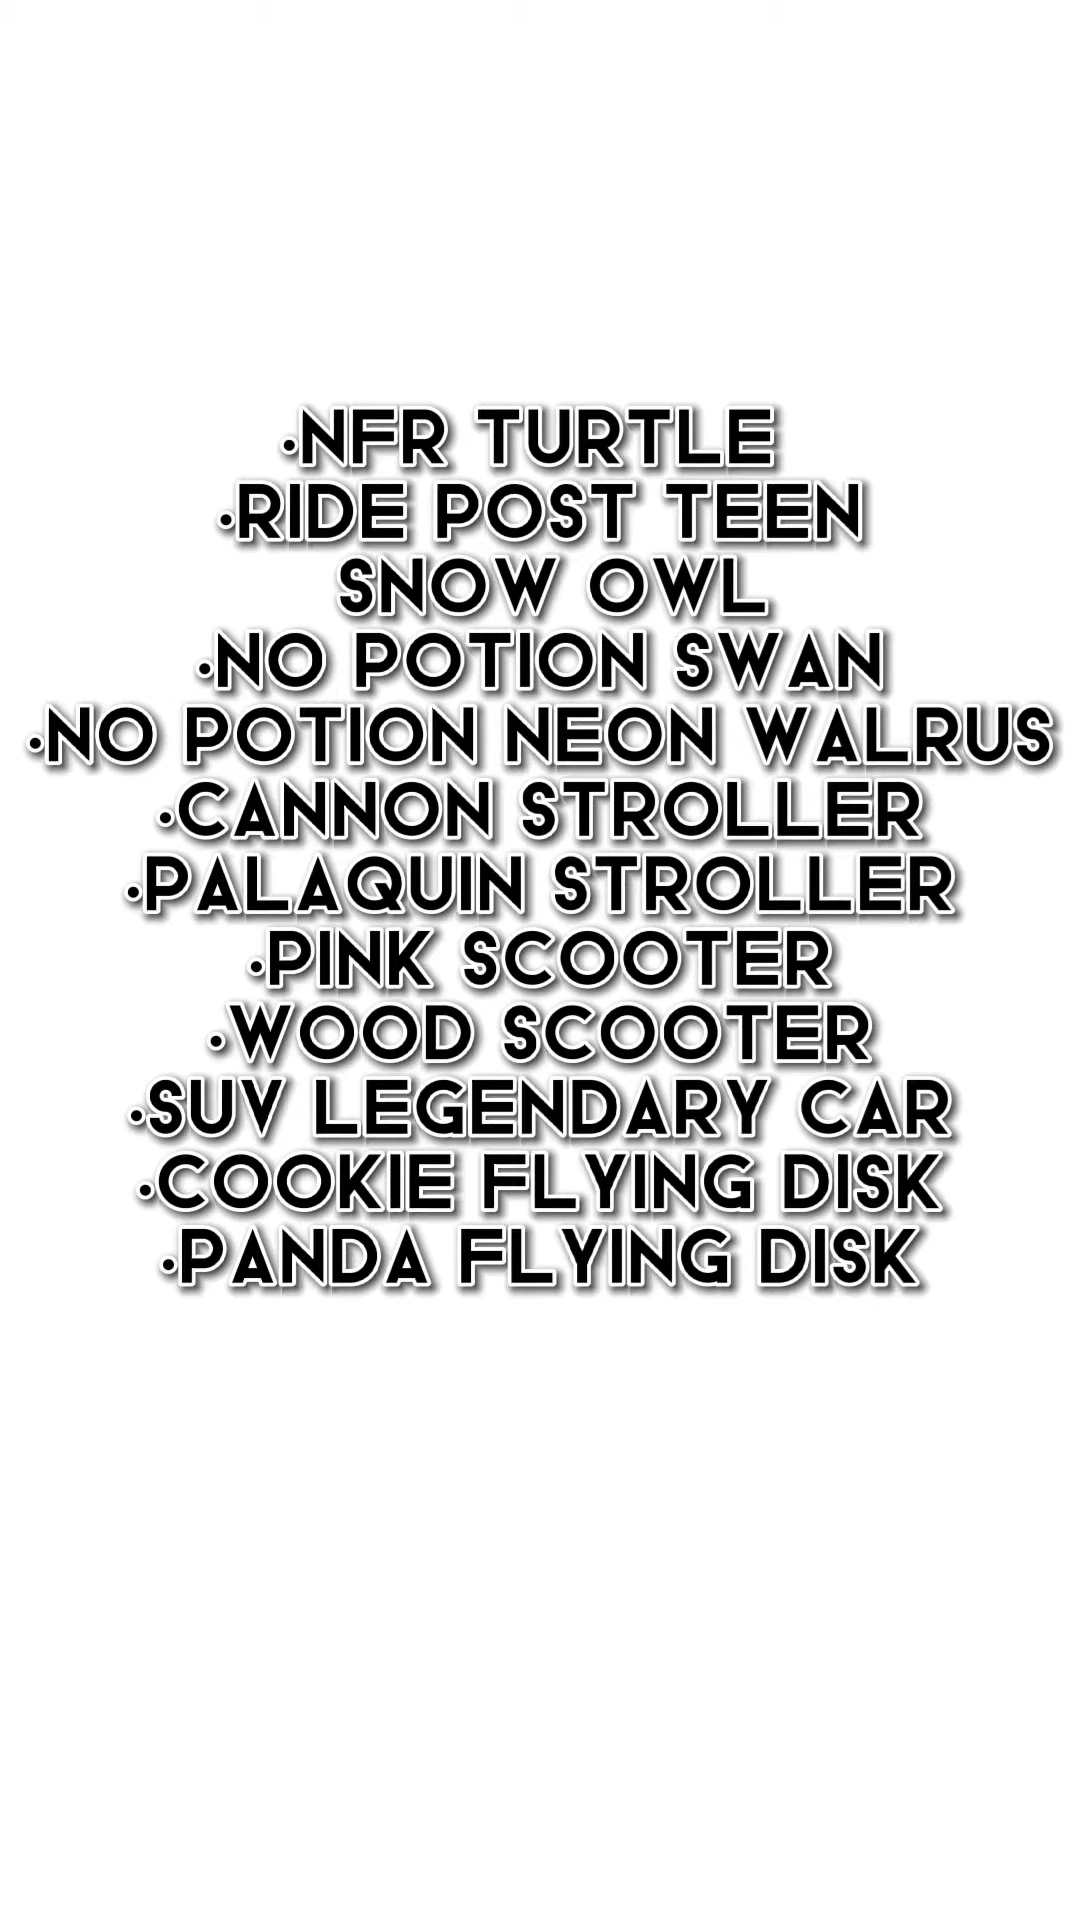 ·NFR TURTLE
·RIDE POST TEEN
SNOW OWL
·NO POTION SWAN
·NO POTION NEON WALRUS
·CANNON STROLLER
·PALAQUIN STROLLER
·PINK SCOOTER
·WOOD SCOOTER
·SUV LEGENDARY CAR
·COOKIE FLYING DISK
·PANDA FLYING DISK